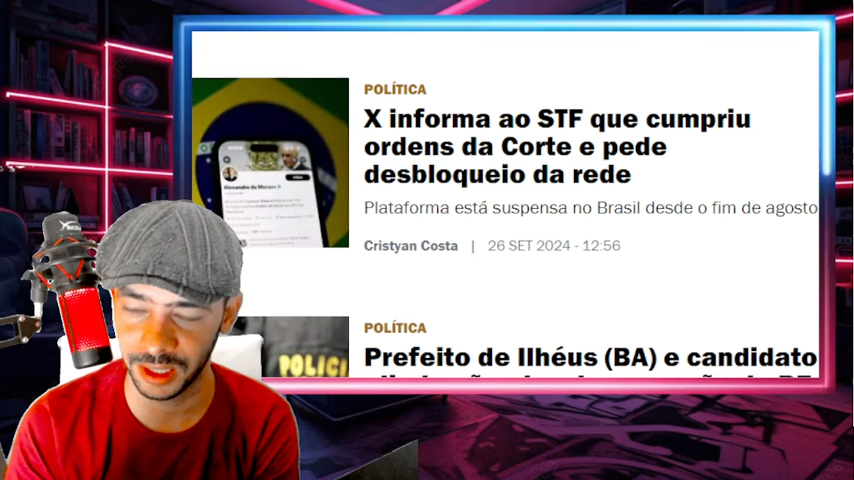 POLÍTICA
X informa ao STF que cumpriu
ordens da Corte e pede
desbloqueio da rede
Plataforma está suspensa no Brasil desde o fim de agosto
Cristyan Costa | 26 SET 2024 - 12:56
Alexandre de Moraes
POLÍTICA
Prefeito de Ilhéus (BA) e candidato
POLICI